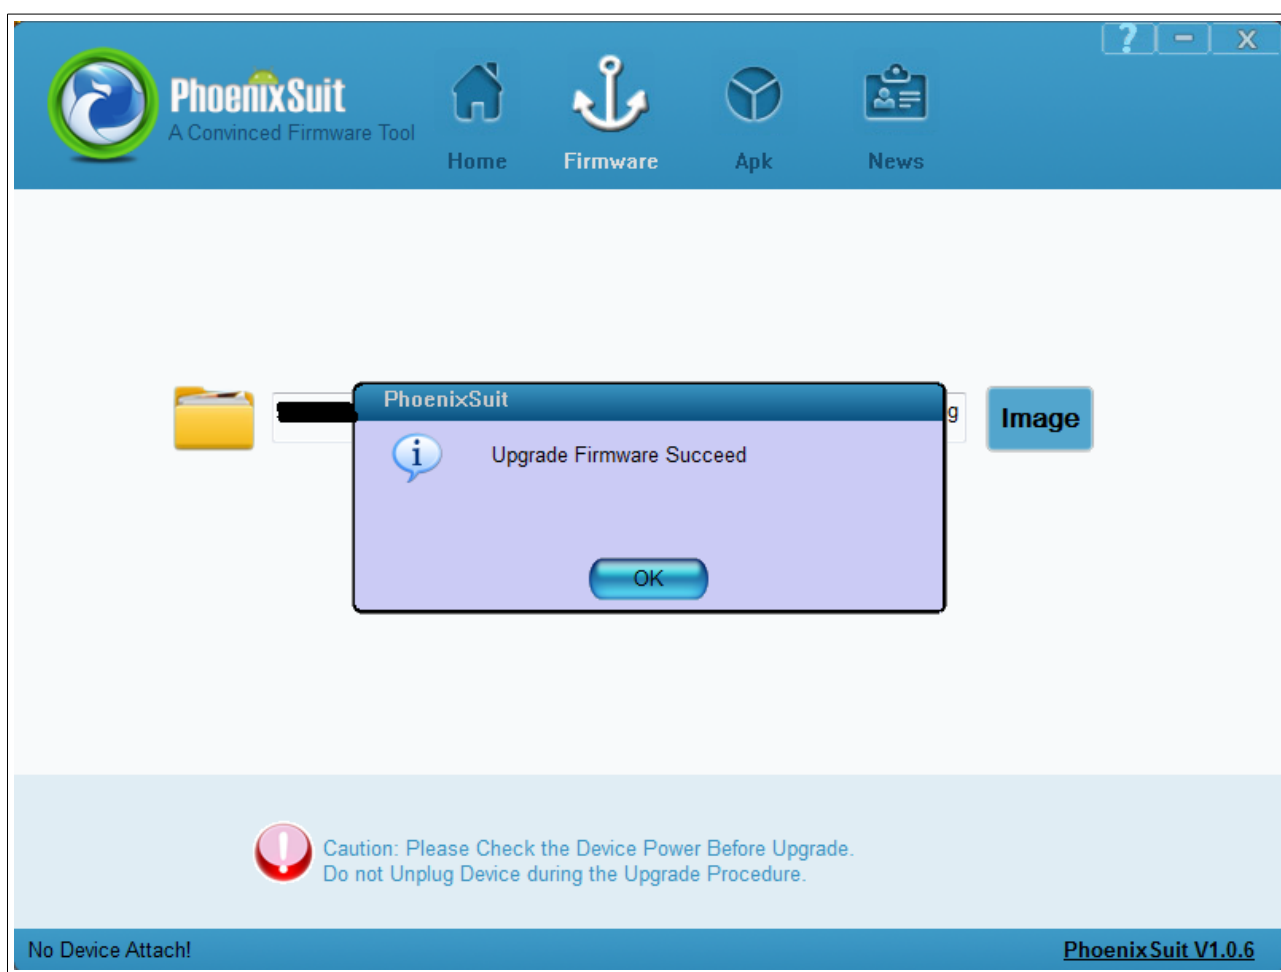 ? - X
PhoenixSuit
A Convinced Firmware Tool
Home Firmware Apk News
PhoenixSuit
g
Image
Upgrade Firmware Succeed
OK
Caution: Please Check the Device Power Before Upgrade.
Do not Unplug Device during the Upgrade Procedure.
No Device Attach!
PhoenixSuit V1.0.6